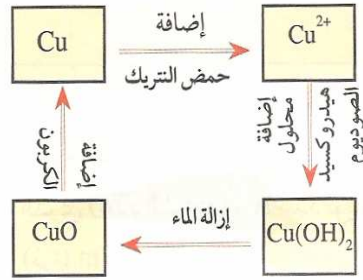 إضافة
Cu
Cu²⁺
حمض النتريك
إضافة
محلول
هيدروكسيد
الصوديوم
إضافة
الكربون
إزالة الماء
CuO
Cu(OH)₂